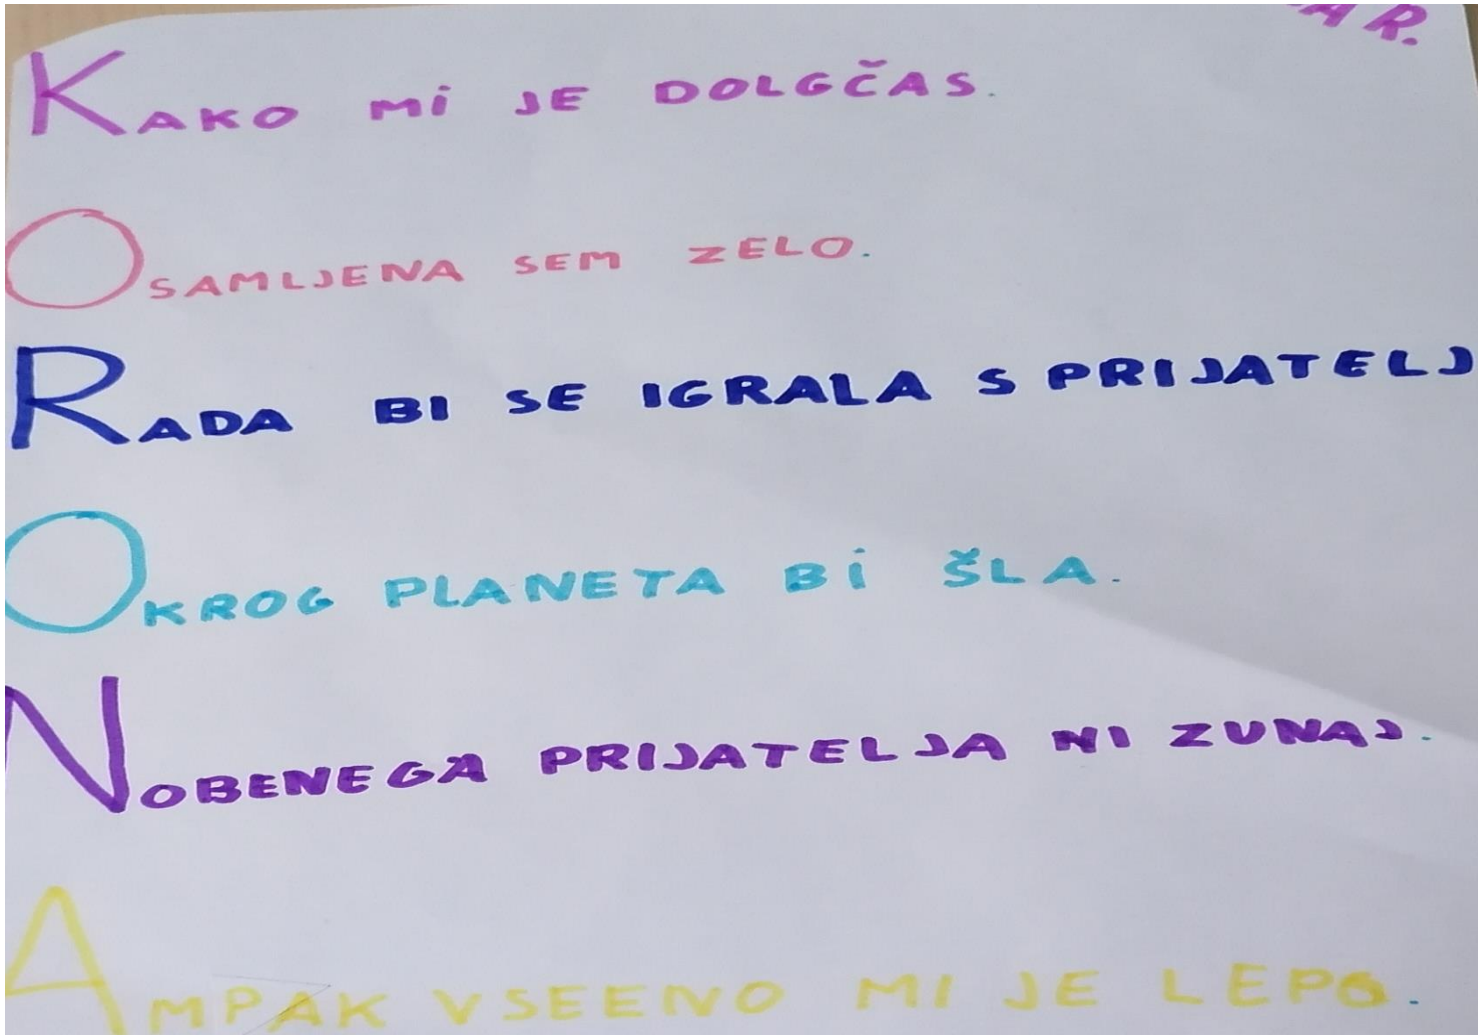 A R.
KAKO Mi JE DOLGČAS.
OSAMLJENA SEM ZELO.
RADA BI SE IGRALA S PRIJATELJ
OKROG PLANETA Bi ŠLA.
NOBENEGA PRIJATELJA NI ZUNAJ.
AMPAK VSEENO MI JE LEPO.